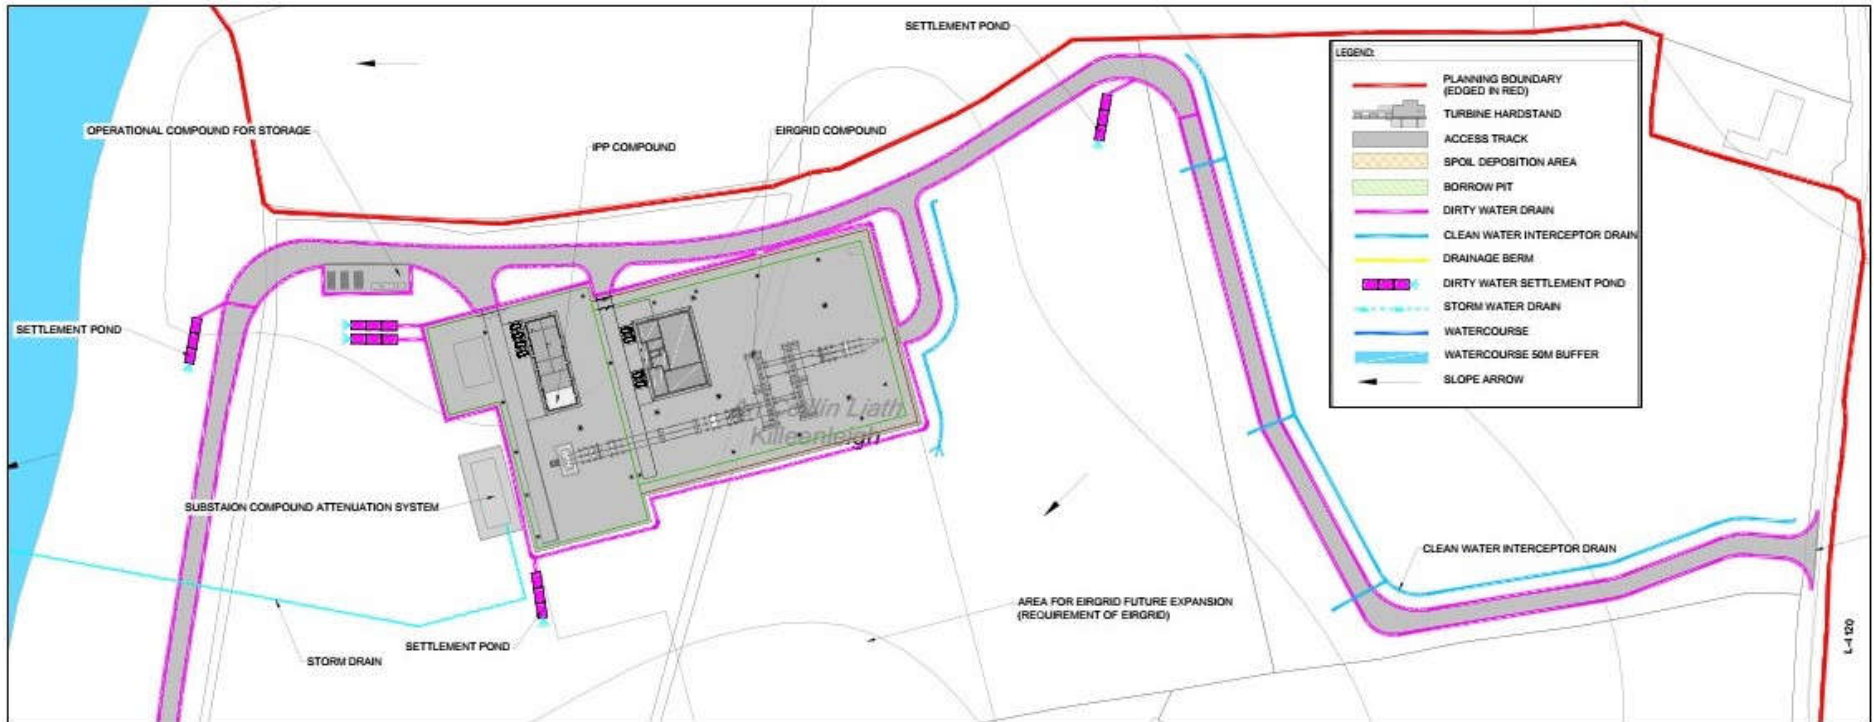 SETTLEMENT POND
OPERATIONAL COMPOUND FOR STORAGE
IPP COMPOUND
EIRGRID COMPOUND
SETTLEMENT POND
An Coillín Liath
Killeenleigh
SUBSTAION COMPOUND ATTENUATION SYSTEM
SETTLEMENT POND
STORM DRAIN
AREA FOR EIRGRID FUTURE EXPANSION
(REQUIREMENT OF EIRGRID)
CLEAN WATER INTERCEPTOR DRAIN
L-4120
LEGEND:
PLANNING BOUNDARY
(EDGED IN RED)
TURBINE HARDSTAND
ACCESS TRACK
SPOIL DEPOSITION AREA
BORROW PIT
DIRTY WATER DRAIN
CLEAN WATER INTERCEPTOR DRAIN
DRAINAGE BERM
DIRTY WATER SETTLEMENT POND
STORM WATER DRAIN
WATERCOURSE
WATERCOURSE 50M BUFFER
SLOPE ARROW